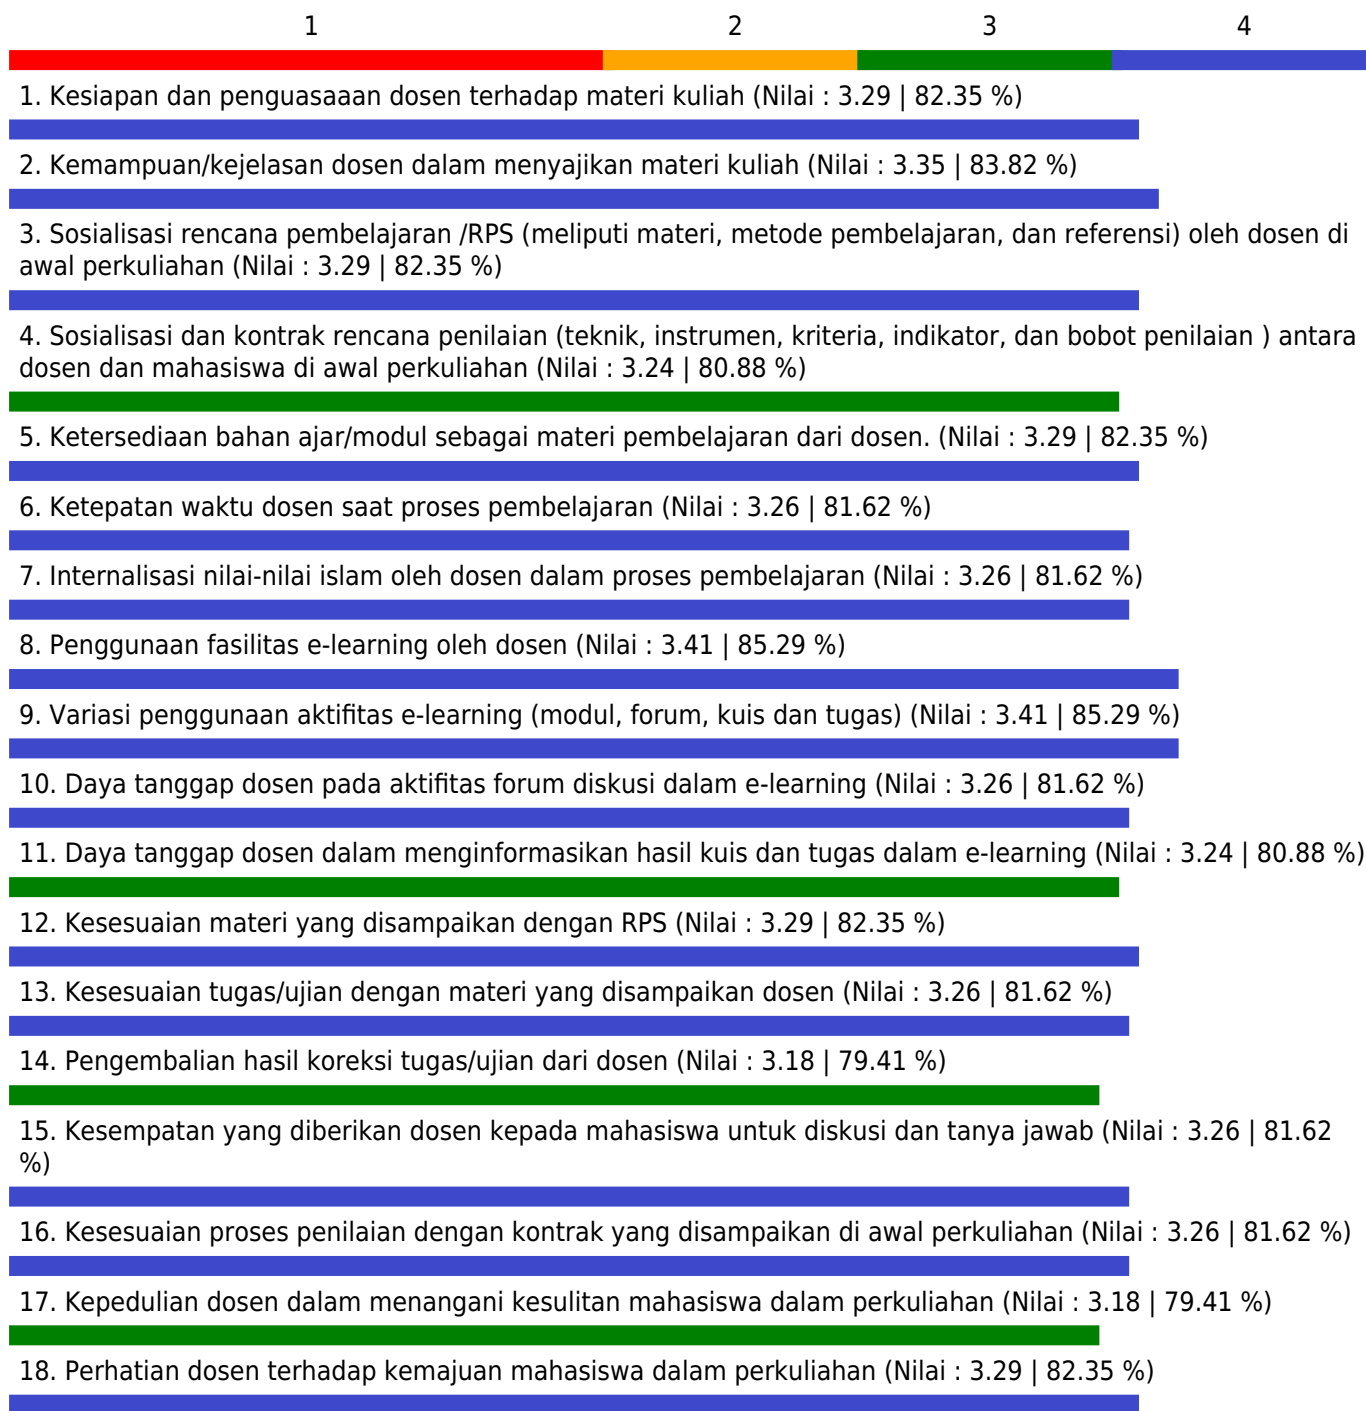 1 2 3 4
1. Kesiapan dan penguasaaan dosen terhadap materi kuliah (Nilai : 3.29 | 82.35 %)
2. Kemampuan/kejelasan dosen dalam menyajikan materi kuliah (Nilai : 3.35 | 83.82 %)
3. Sosialisasi rencana pembelajaran /RPS (meliputi materi, metode pembelajaran, dan referensi) oleh dosen di
awal perkuliahan (Nilai : 3.29 | 82.35 %)
4. Sosialisasi dan kontrak rencana penilaian (teknik, instrumen, kriteria, indikator, dan bobot penilaian ) antara
dosen dan mahasiswa di awal perkuliahan (Nilai : 3.24 | 80.88 %)
5. Ketersediaan bahan ajar/modul sebagai materi pembelajaran dari dosen. (Nilai : 3.29 | 82.35 %)
6. Ketepatan waktu dosen saat proses pembelajaran (Nilai : 3.26 | 81.62 %)
7. Internalisasi nilai-nilai islam oleh dosen dalam proses pembelajaran (Nilai : 3.26 | 81.62 %)
8. Penggunaan fasilitas e-learning oleh dosen (Nilai : 3.41 | 85.29 %)
9. Variasi penggunaan aktifitas e-learning (modul, forum, kuis dan tugas) (Nilai : 3.41 | 85.29 %)
10. Daya tanggap dosen pada aktifitas forum diskusi dalam e-learning (Nilai : 3.26 | 81.62 %)
11. Daya tanggap dosen dalam menginformasikan hasil kuis dan tugas dalam e-learning (Nilai : 3.24 | 80.88 %)
12. Kesesuaian materi yang disampaikan dengan RPS (Nilai : 3.29 | 82.35 %)
13. Kesesuaian tugas/ujian dengan materi yang disampaikan dosen (Nilai : 3.26 | 81.62 %)
14. Pengembalian hasil koreksi tugas/ujian dari dosen (Nilai : 3.18 | 79.41 %)
15. Kesempatan yang diberikan dosen kepada mahasiswa untuk diskusi dan tanya jawab (Nilai : 3.26 | 81.62
%)
16. Kesesuaian proses penilaian dengan kontrak yang disampaikan di awal perkuliahan (Nilai : 3.26 | 81.62 %)
17. Kepedulian dosen dalam menangani kesulitan mahasiswa dalam perkuliahan (Nilai : 3.18 | 79.41 %)
18. Perhatian dosen terhadap kemajuan mahasiswa dalam perkuliahan (Nilai : 3.29 | 82.35 %)